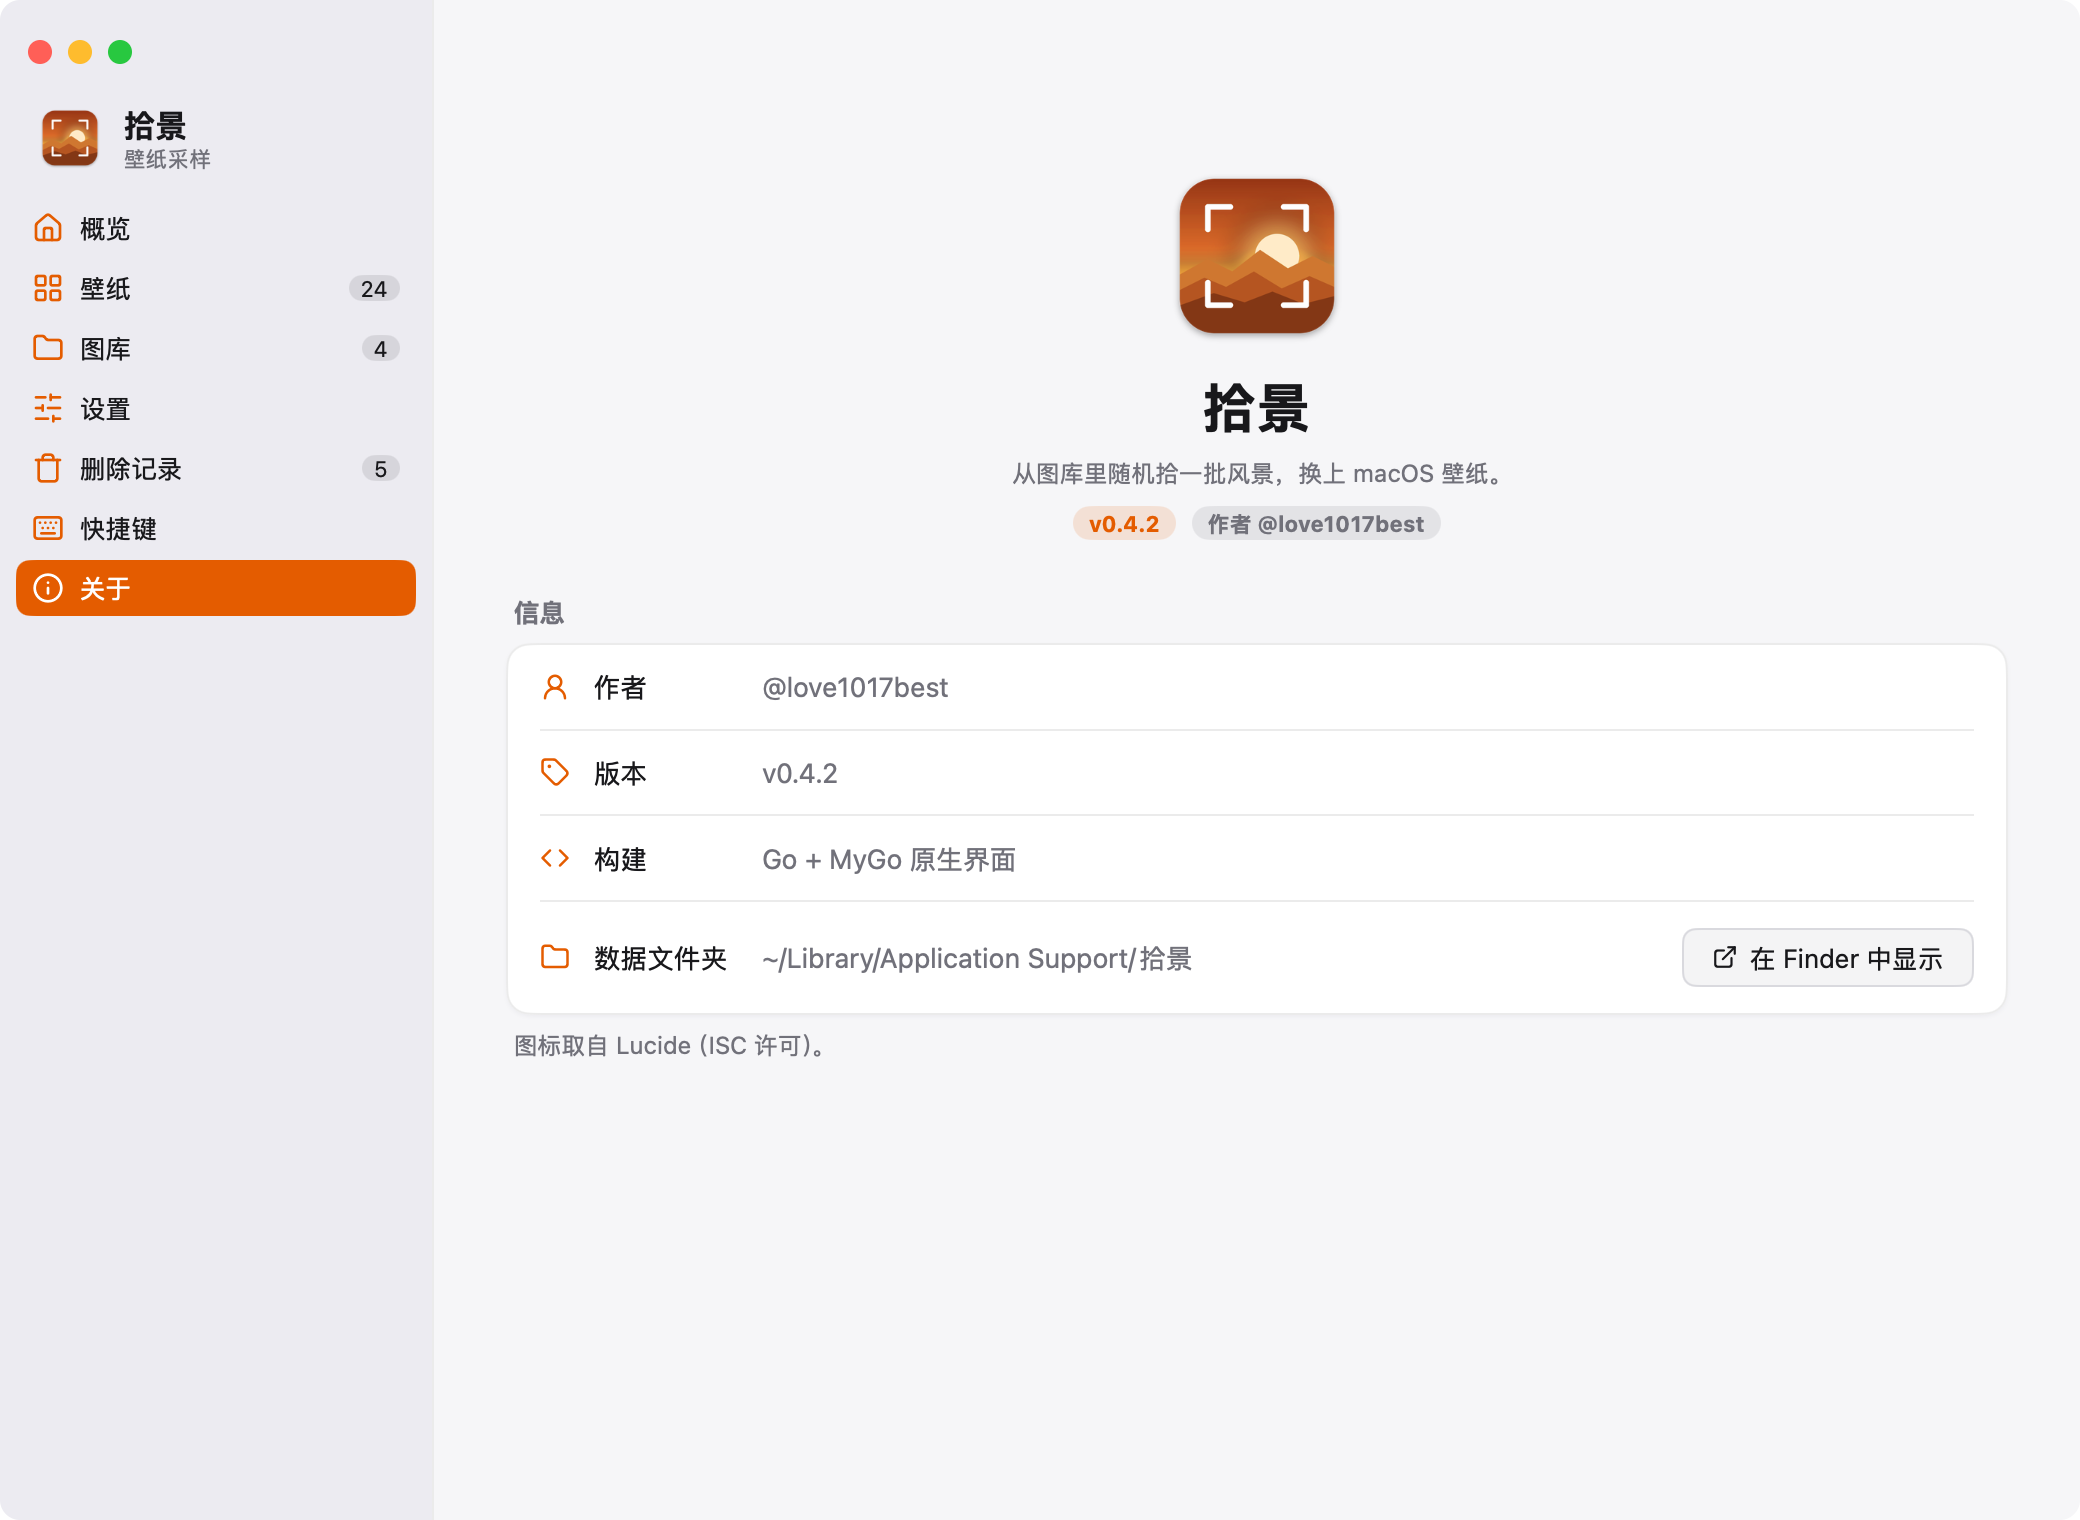 拾景
壁纸采样
概览
壁纸 24
图库 4
设置
删除记录 5
快捷键
关于
拾景
从图库里随机拾一批风景，换上 macOS 壁纸。
v0.4.2 作者 @love1017best
信息
作者 @love1017best
版本 v0.4.2
构建 Go + MyGo 原生界面
数据文件夹 ~/Library/Application Support/拾景 在 Finder 中显示
图标取自 Lucide (ISC 许可)。